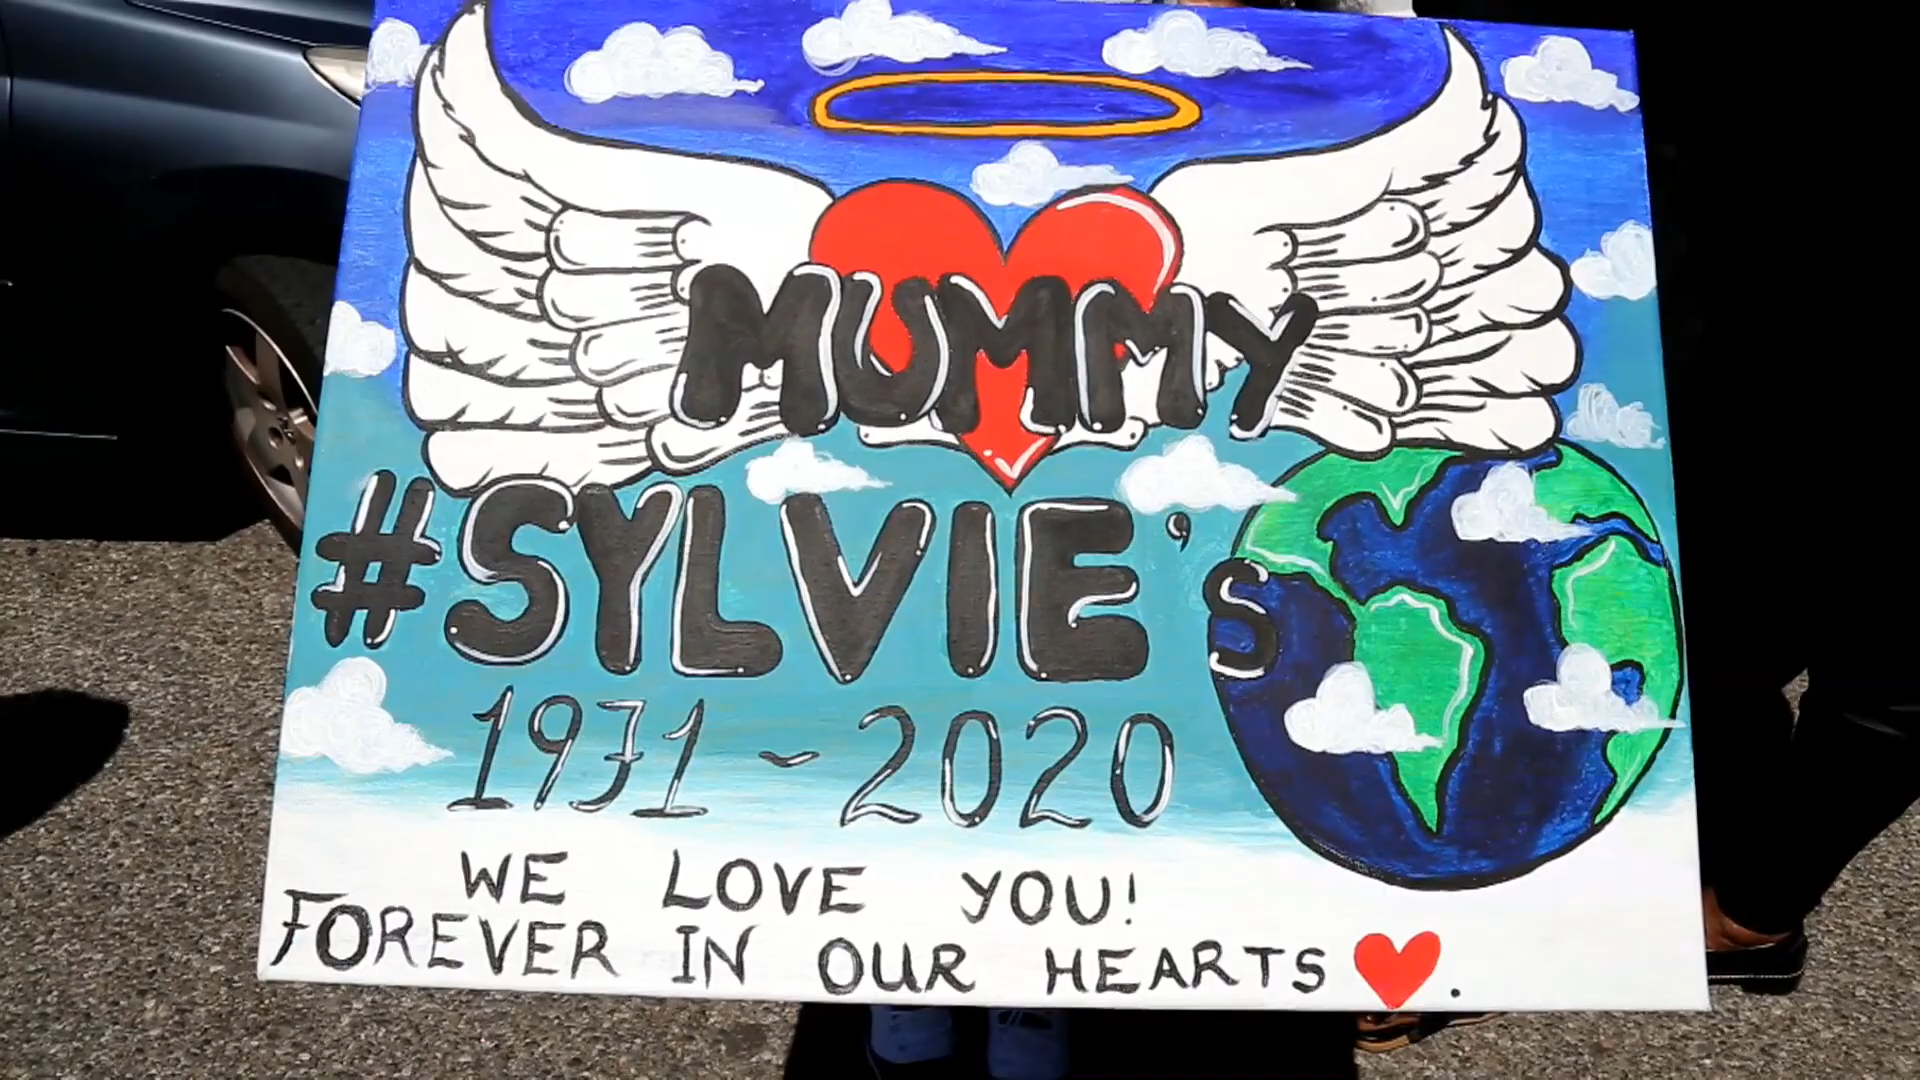 MUMMY
#SYLVIE's
1971 ~ 2020
WE LOVE YOU!
FOREVER IN OUR HEARTS ❤.